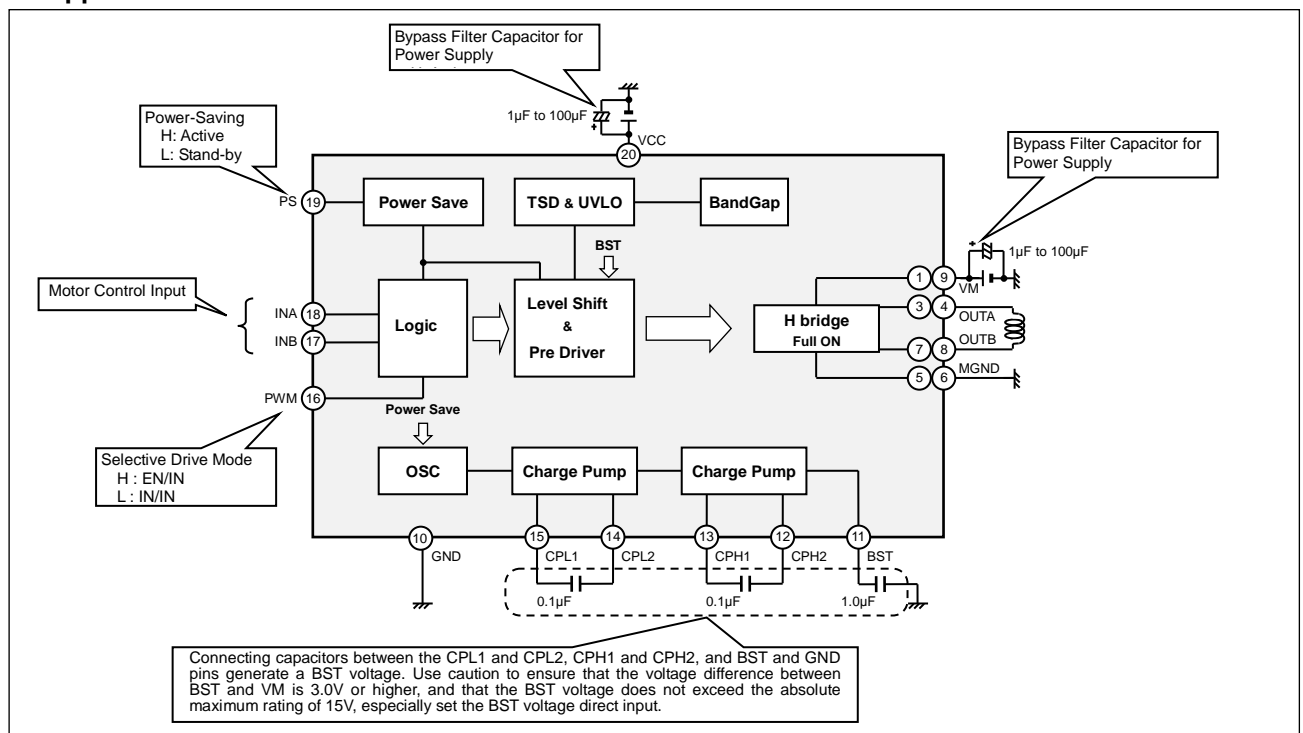 Bypass Filter Capacitor for
Power Supply
1μF to 100μF
+
VCC
20
Power-Saving
H: Active
L: Stand-by
Bypass Filter Capacitor for
Power Supply
PS 19
Power Save
TSD & UVLO
BandGap
BST
+
1μF to 100μF
1 9
VM
Motor Control Input
INA 18
INB 17
Logic
Level Shift
&
Pre Driver
H bridge
Full ON
3 4
OUTA
OUTB
7 8
MGND
5 6
PWM 16
Power Save
Selective Drive Mode
H : EN/IN
L : IN/IN
OSC
Charge Pump
Charge Pump
10 15 14 13 12 11
GND CPL1 CPL2 CPH1 CPH2 BST
0.1μF 0.1μF 1.0μF
Connecting capacitors between the CPL1 and CPL2, CPH1 and CPH2, and BST and GND
pins generate a BST voltage. Use caution to ensure that the voltage difference between
BST and VM is 3.0V or higher, and that the BST voltage does not exceed the absolute
maximum rating of 15V, especially set the BST voltage direct input.